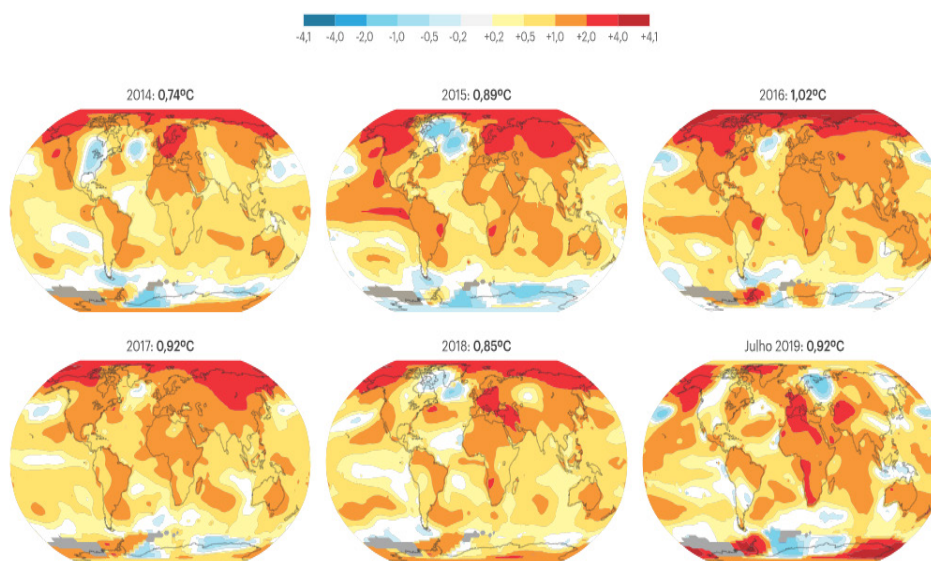 -4,1 -4,0 -2,0 -1,0 -0,5 -0,2 +0,2 +0,5 +1,0 +2,0 +4,0 +4,1
2014: 0,74ºC
2015: 0,89ºC
2016: 1,02ºC
2017: 0,92ºC
2018: 0,85ºC
Julho 2019: 0,92ºC